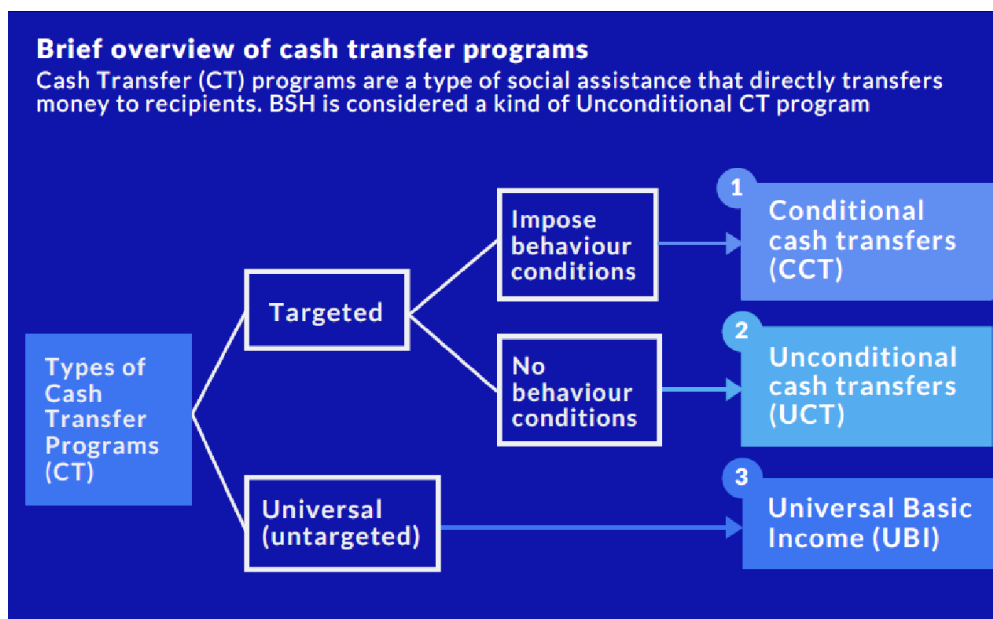 Brief overview of cash transfer programs
Cash Transfer (CT) programs are a type of social assistance that directly transfers
money to recipients. BSH is considered a kind of Unconditional CT program
Types of
Cash
Transfer
Programs
(CT)
Targeted
Universal
(untargeted)
Impose
behaviour
conditions
No
behaviour
conditions
1
Conditional
cash transfers
(CCT)
2
Unconditional
cash transfers
(UCT)
3
Universal Basic
Income (UBI)